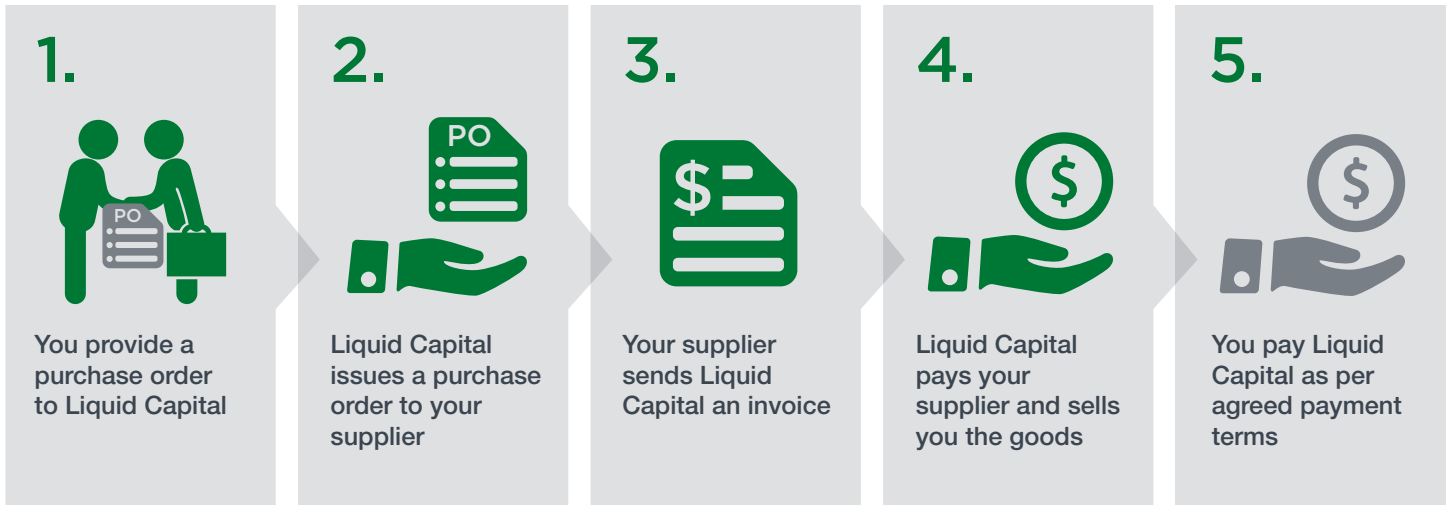 1.
PO
You provide a
purchase order
to Liquid Capital
2.
PO
Liquid Capital
issues a purchase
order to your
supplier
3.
$
Your supplier
sends Liquid
Capital an invoice
4.
$
Liquid Capital
pays your
supplier and sells
you the goods
5.
$
You pay Liquid
Capital as per
agreed payment
terms